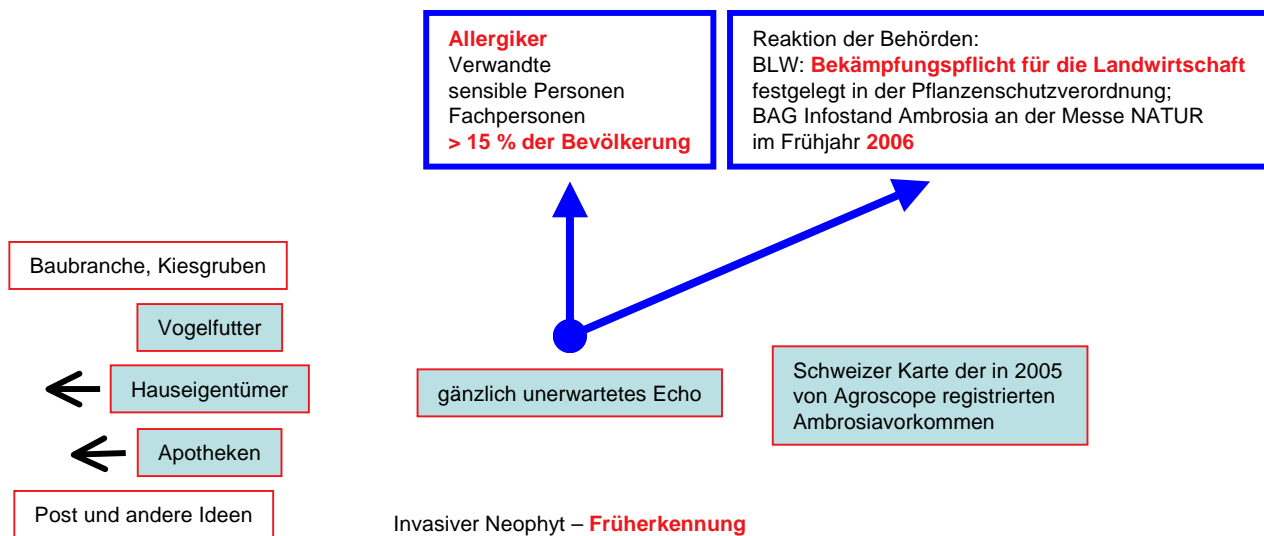 Allergiker
Verwandte
sensible Personen
Fachpersonen
> 15 % der Bevölkerung
Reaktion der Behörden:
BLW: Bekämpfungspflicht für die Landwirtschaft
festgelegt in der Pflanzenschutzverordnung;
BAG Infostand Ambrosia an der Messe NATUR
im Frühjahr 2006
Baubranche, Kiesgruben
Vogelfutter
Hauseigentümer
Apotheken
Post und andere Ideen
gänzlich unerwartetes Echo
Schweizer Karte der in 2005
von Agroscope registrierten
Ambrosiavorkommen
Invasiver Neophyt – Früherkennung